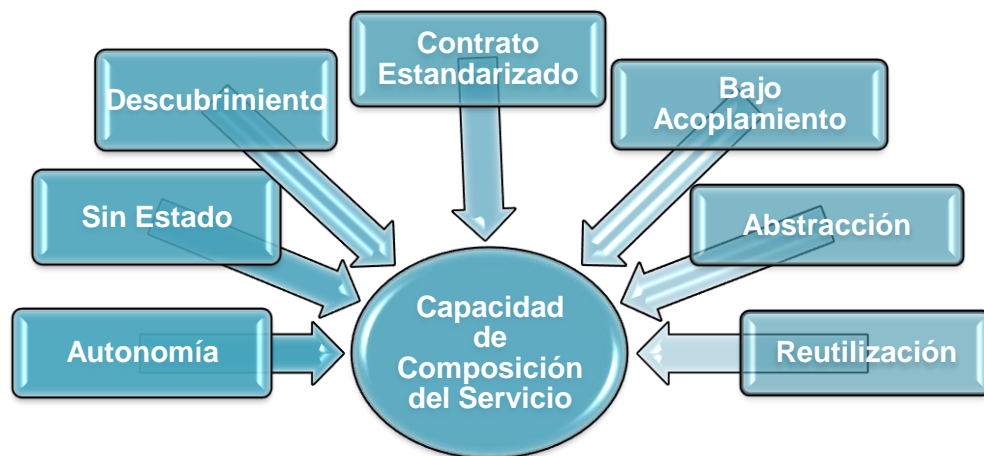 Contrato
Estandarizado
Descubrimiento
Bajo
Acoplamiento
Sin Estado
Abstracción
Autonomía
Capacidad
de
Composición
del Servicio
Reutilización